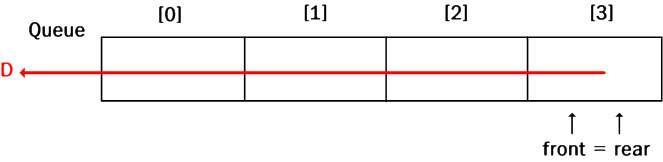 [0] [1] [2] [3]
Queue
D
front = rear